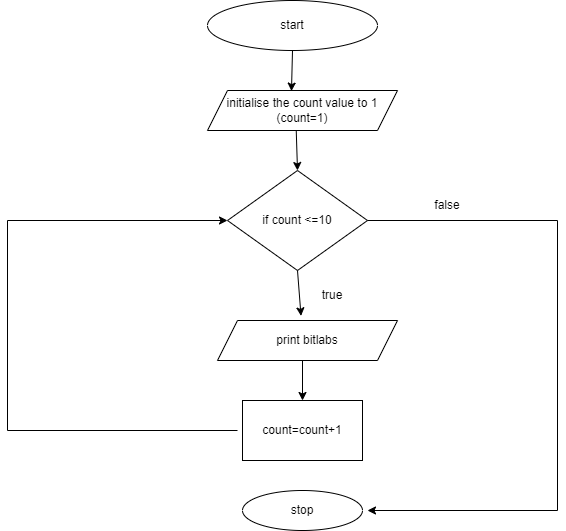 start
initialise the count value to 1
(count=1)
if count <=10
false
true
print bitlabs
count=count+1
stop